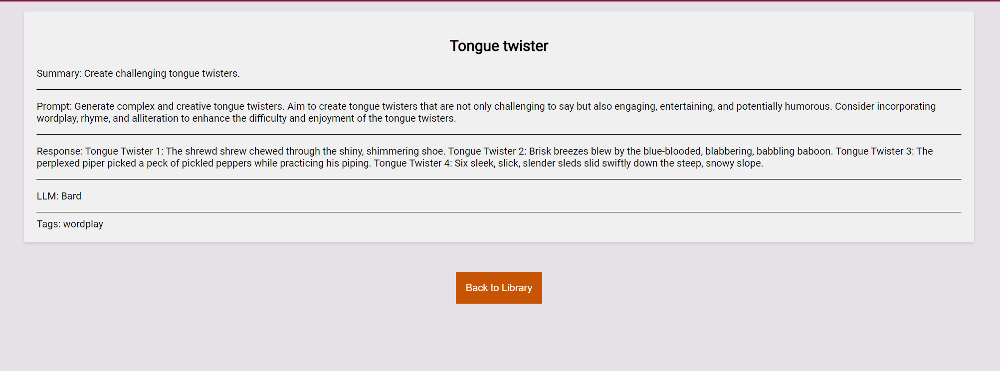 Tongue twister
Summary: Create challenging tongue twisters.
Prompt: Generate complex and creative tongue twisters. Aim to create tongue twisters that are not only challenging to say but also engaging, entertaining, and potentially humorous. Consider incorporating
wordplay, rhyme, and alliteration to enhance the difficulty and enjoyment of the tongue twisters.
Response: Tongue Twister 1: The shrewd shrew chewed through the shiny, shimmering shoe. Tongue Twister 2: Brisk breezes blew by the blue-blooded, blabbering, babbling baboon. Tongue Twister 3: The
perplexed piper picked a peck of pickled peppers while practicing his piping. Tongue Twister 4: Six sleek, slick, slender sleds slid swiftly down the steep, snowy slope.
LLM: Bard
Tags: wordplay
Back to Library